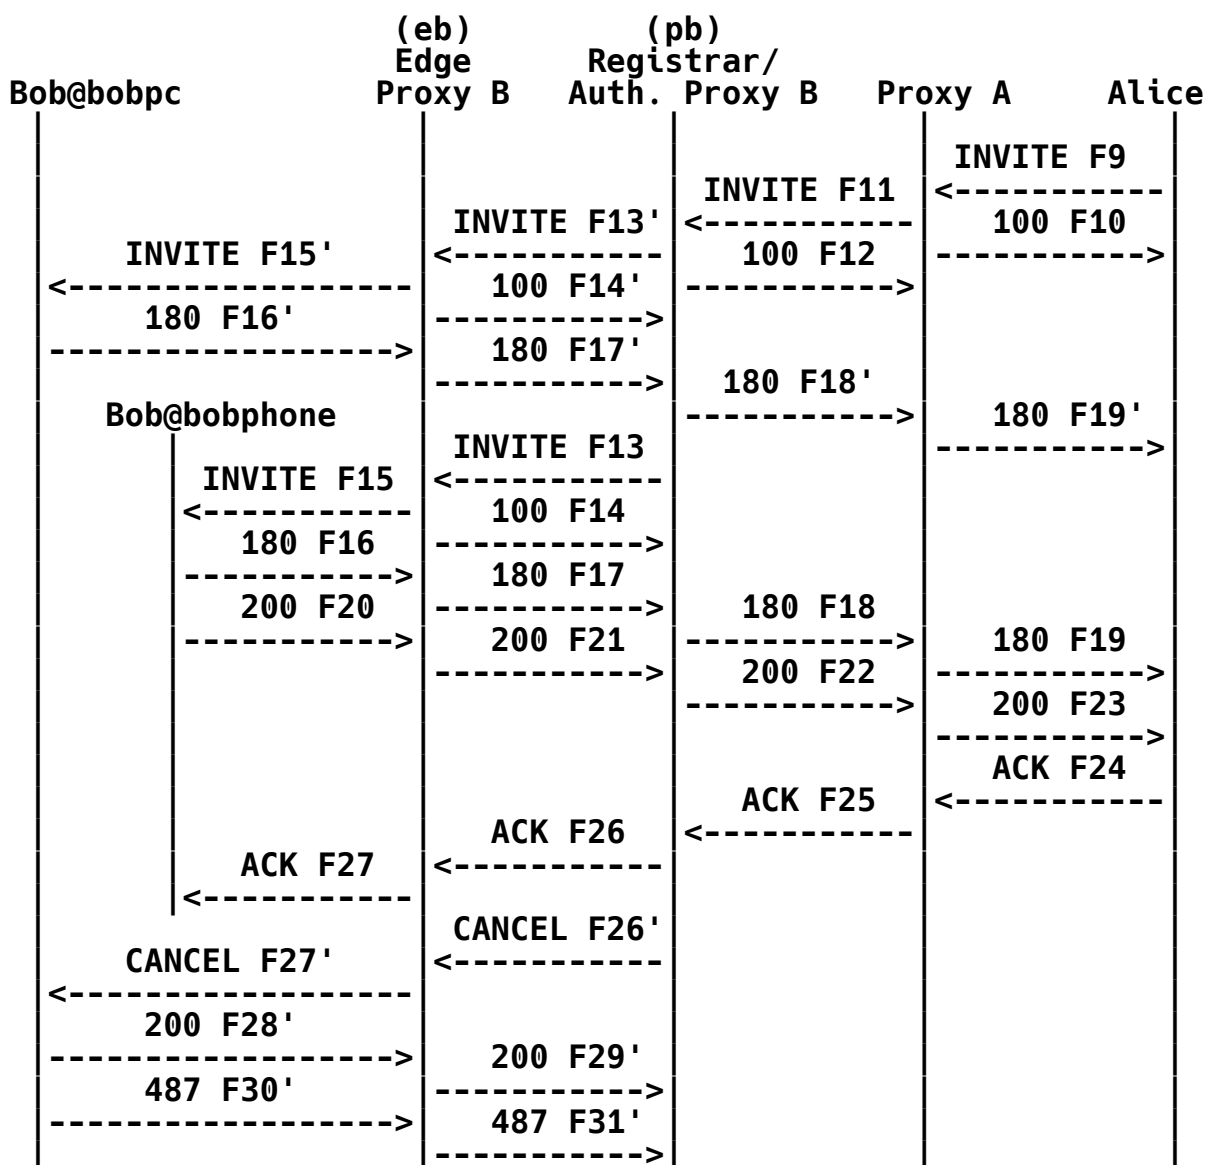 (eb) (pb)
Edge Registrar/
Bob@bobpc Proxy B Auth. Proxy B Proxy A Alice
INVITE F9
INVITE F11 <-----------
INVITE F13' <----------- 100 F10
INVITE F15' <----------- 100 F12 ----------->
<------------------ 100 F14' ----------->
180 F16' ----------->
------------------> 180 F17'
-----------> 180 F18'
Bob@bobphone -----------> 180 F19'
INVITE F13 ----------->
INVITE F15 <-----------
<----------- 100 F14
180 F16 ----------->
-----------> 180 F17
200 F20 -----------> 180 F18
-----------> 200 F21 -----------> 180 F19
-----------> 200 F22 ----------->
-----------> 200 F23
----------->
ACK F24
ACK F25 <-----------
ACK F26 <-----------
ACK F27 <-----------
<-----------
CANCEL F26'
CANCEL F27' <-----------
<------------------
200 F28'
------------------> 200 F29'
487 F30' ----------->
------------------> 487 F31'
----------->